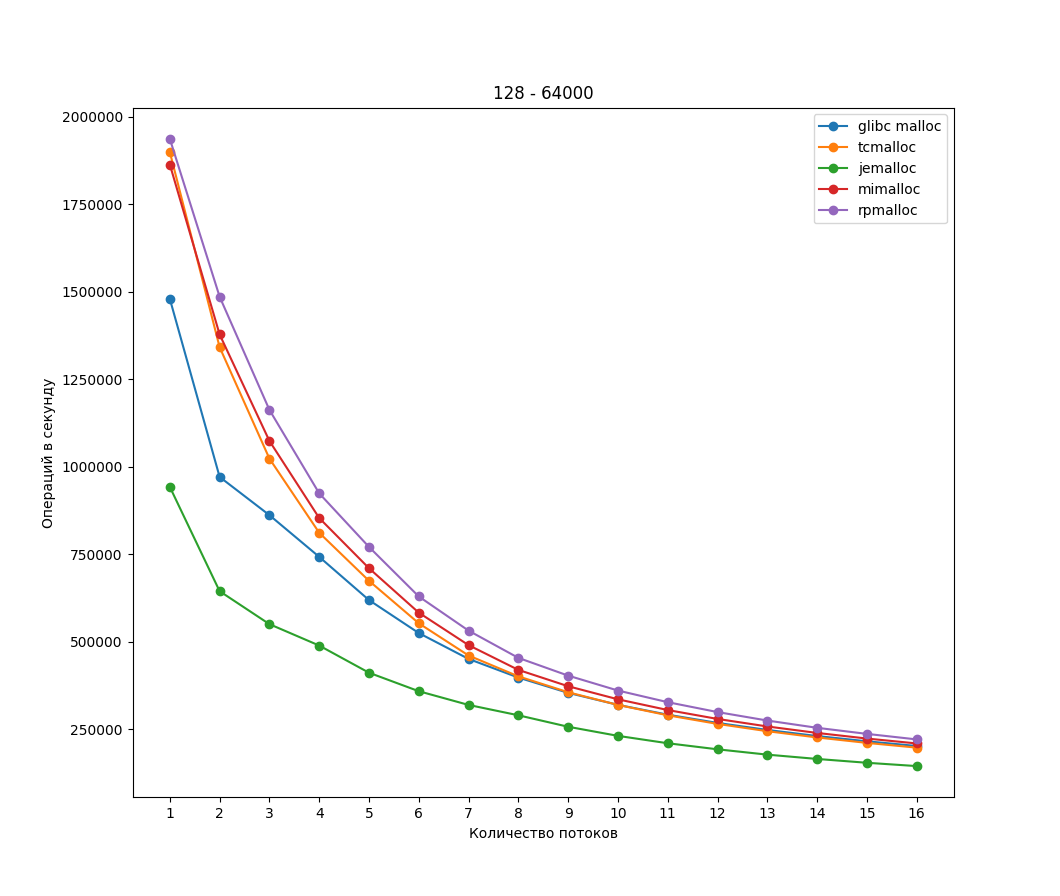 128 - 64000
glibc malloc
tcmalloc
jemalloc
mimalloc
rpmalloc
Операций в секунду
2000000
1750000
1500000
1250000
1000000
750000
500000
250000
1 2 3 4 5 6 7 8 9 10 11 12 13 14 15 16
Количество потоков